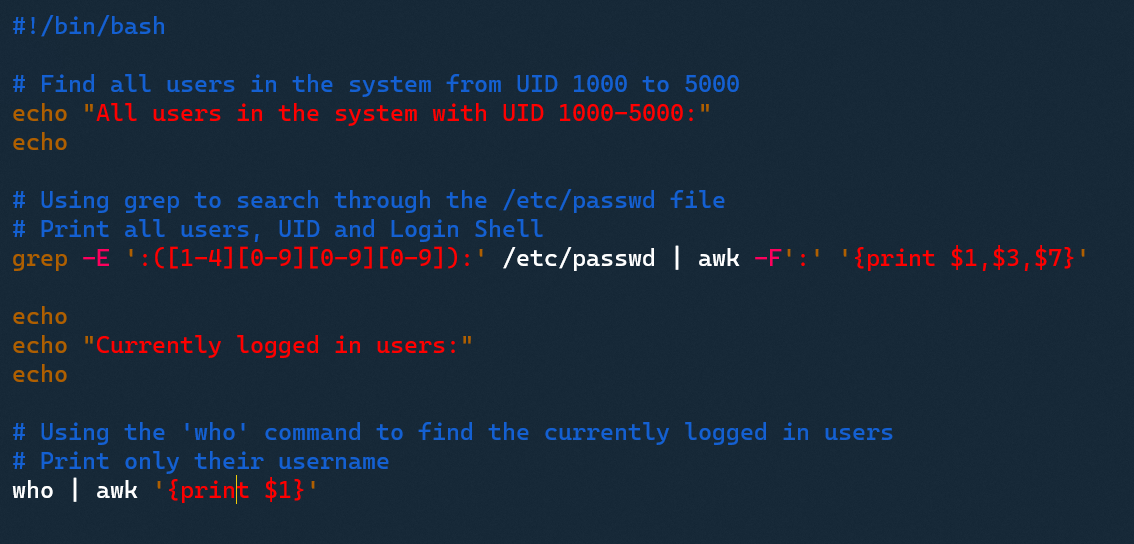 #!/bin/bash
# Find all users in the system from UID 1000 to 5000
echo "All users in the system with UID 1000-5000:"
echo
# Using grep to search through the /etc/passwd file
# Print all users, UID and Login Shell
grep -E ':([1-4][0-9][0-9][0-9]):' /etc/passwd | awk -F':' '{print $1,$3,$7}'
echo
echo "Currently logged in users:"
echo
# Using the 'who' command to find the currently logged in users
# Print only their username
who | awk '{print $1}'